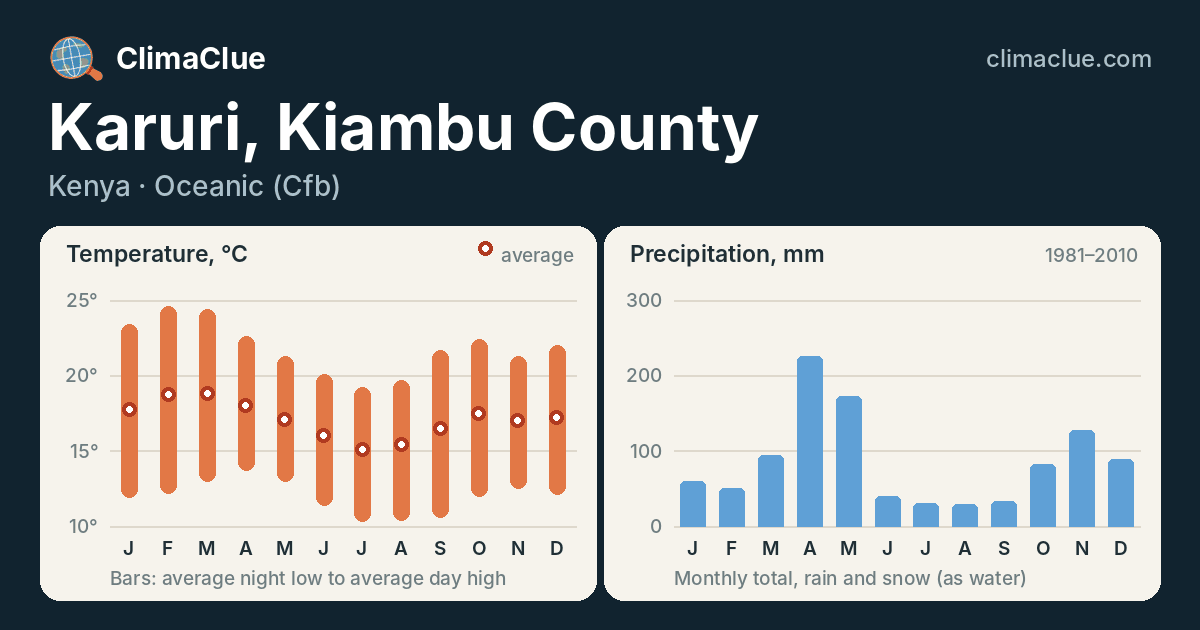 ClimaClue
climaclue.com
Karuri, Kiambu County
Kenya · Oceanic (Cfb)
Temperature, °C
average
25°
20°
15°
10°
J F M A M J J A S O N D
Bars: average night low to average day high
Precipitation, mm
1981–2010
300
200
100
0
J F M A M J J A S O N D
Monthly total, rain and snow (as water)